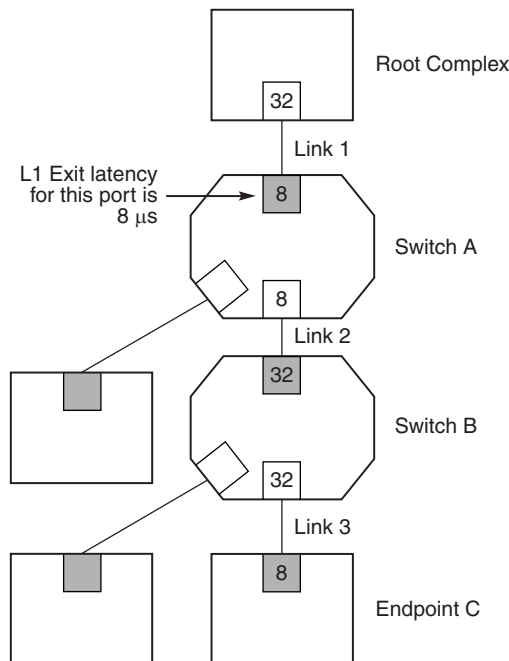 Root Complex
32
Link 1
L1 Exit latency
for this port is
8 μs
8
Switch A
8
Link 2
32
Switch B
32
Link 3
8
Endpoint C